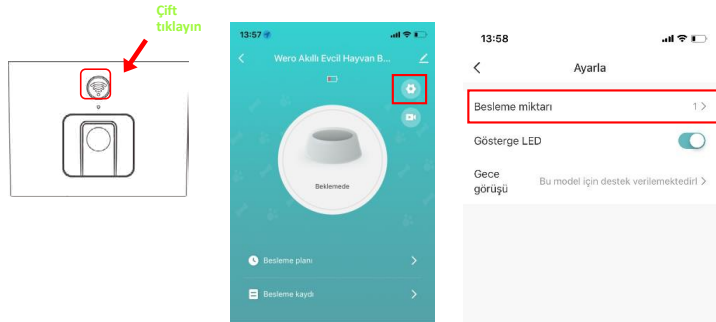 Çift
tıklayın
13:57
Wero Akıllı Evcil Hayvan B...
Beklemede
Besleme planı
Besleme kaydı
13:58
Ayarla
Besleme miktarı
1
Gösterge LED
Gece
görüşü
Bu model için destek verilemektedirl